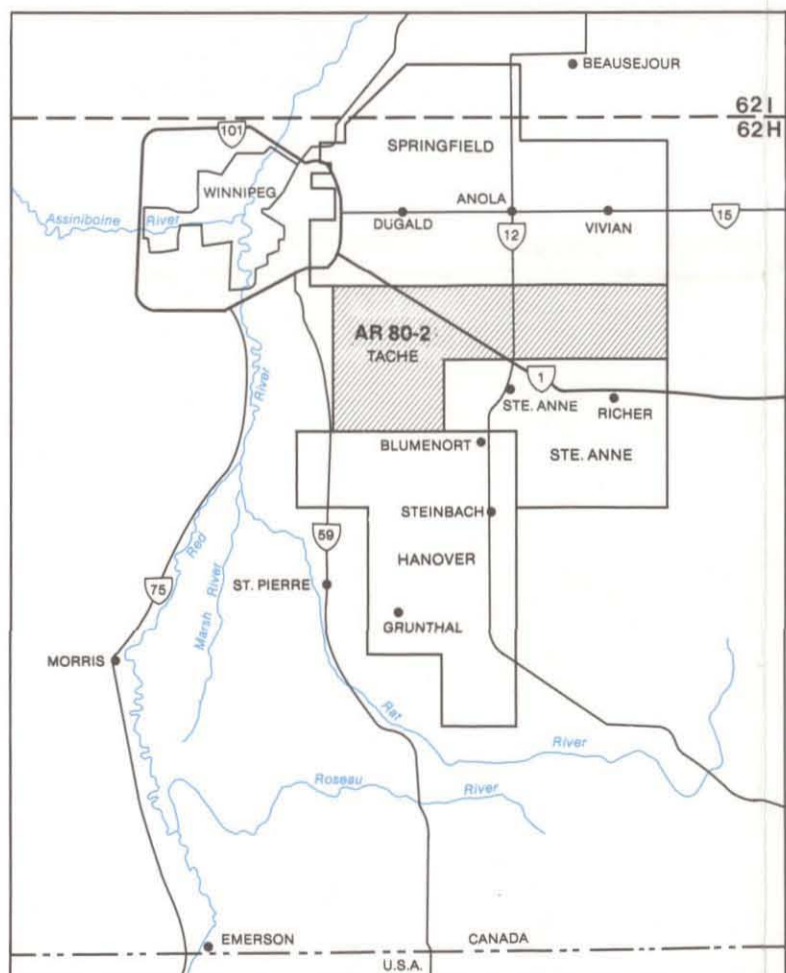 BEAUSEJOUR
62 I
62 H
101
SPRINGFIELD
WINNIPEG
ANOLA
Assiniboine River
DUGALD
VIVIAN
15
12
AR 80-2
TACHE
1
River
STE. ANNE
RICHER
BLUMENORT
STE. ANNE
STEINBACH
59
Red
HANOVER
75
ST. PIERRE
Marsh River
GRUNTHAL
MORRIS
Rat
River
Roseau
River
EMERSON
CANADA
U.S.A.